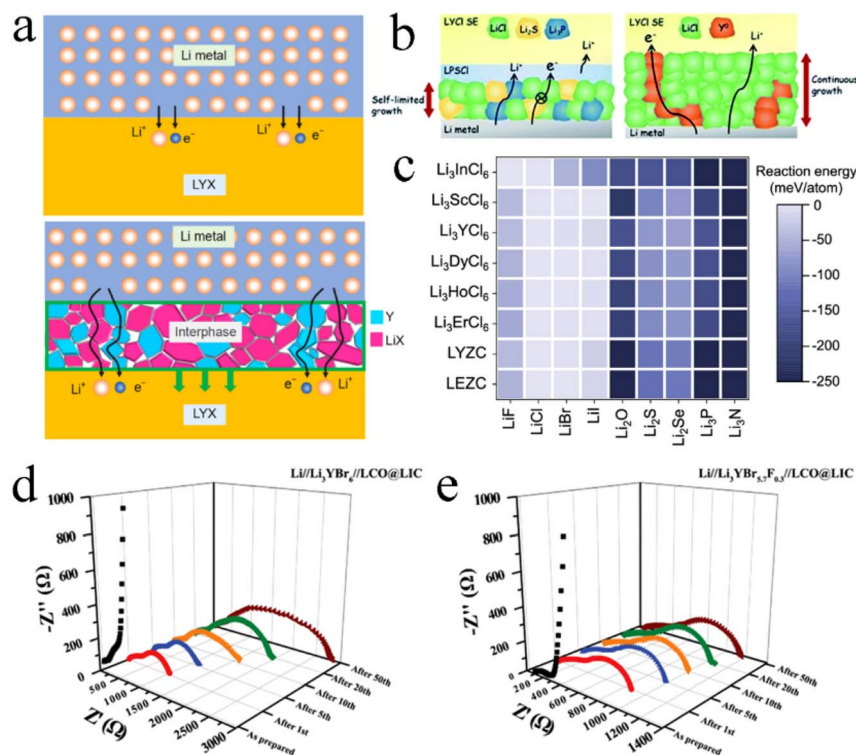 a
Li metal
Li⁺
e⁻
Li⁺
e⁻
LYX
Li metal
Interphase
Y
LiX
Li⁺
e⁻
e⁻
Li⁺
LYX
b
LYCl SE
LiCl
Li₂S
Li₃P
LPSCl
Li⁺
e⁻
Li⁺
Self-limited
growth
Li metal
LYCl SE
LiCl
Y⁰
e⁻
Li⁺
Continuous
growth
Li metal
c
Li₃InCl₆
Li₃ScCl₆
Li₃YCl₆
Li₃DyCl₆
Li₃HoCl₆
Li₃ErCl₆
LYZC
LEZC
LiF
LiCl
LiBr
LiI
Li₂O
Li₂S
Li₂Se
Li₃P
Li₃N
Reaction energy
(meV/atom)
0
-50
-100
-150
-200
-250
d
Li//Li₃YBr₆//LCO@LIC
-Z'' (Ω)
1000
800
600
400
200
0
500
1000
1500
2000
2500
3000
Z' (Ω)
As prepared
After 1st
After 5th
After 10th
After 20th
After 50th
e
Li//Li₃YBr₅.₇F₀.₃//LCO@LIC
-Z'' (Ω)
1000
800
600
400
200
0
200
400
600
800
1000
1200
1400
Z' (Ω)
As prepared
After 1st
After 5th
After 10th
After 20th
After 50th